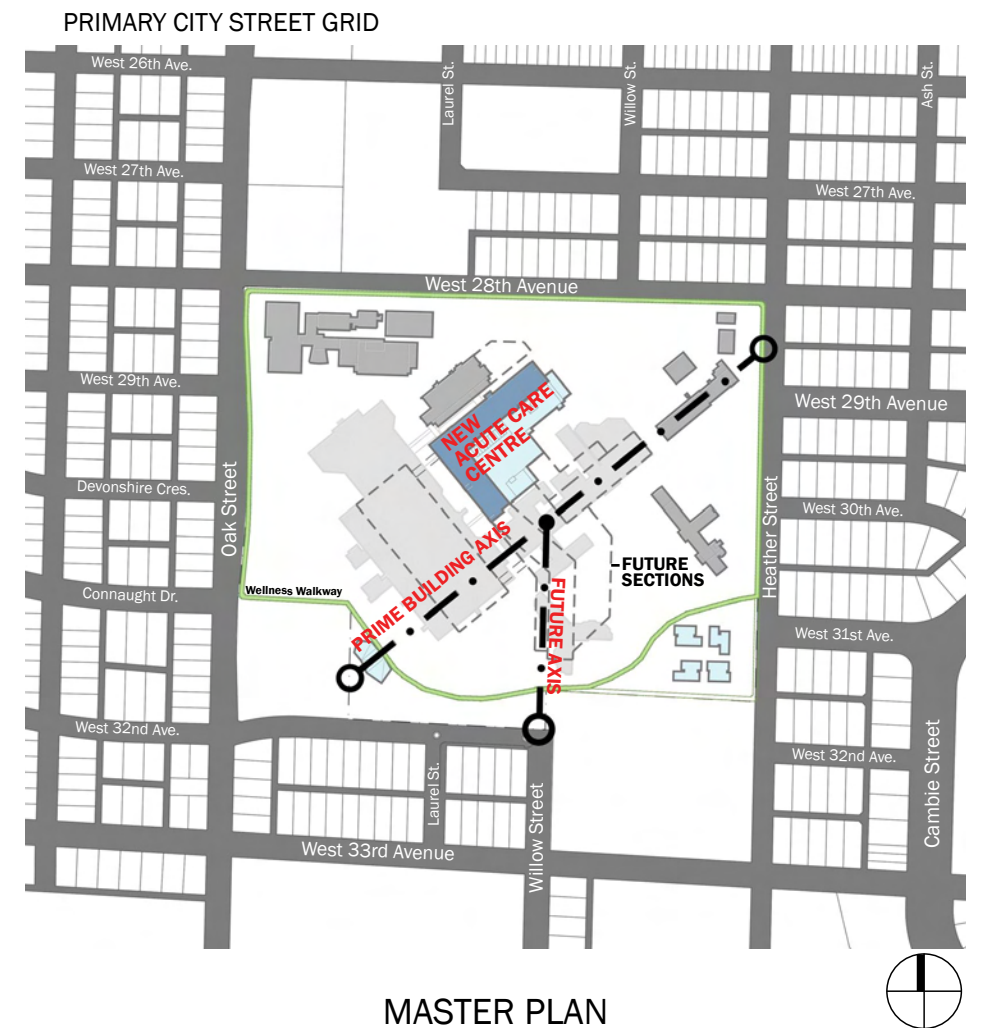 PRIMARY CITY STREET GRID
West 26th Ave.
Laurel St.
Willow St.
Ash St.
West 27th Ave.
West 27th Ave.
West 28th Avenue
West 29th Ave.
NEW
ACUTE CARE
CENTRE
West 29th Avenue
Devonshire Cres.
Oak Street
Heather Street
West 30th Ave.
PRIME BUILDING AXIS
FUTURE
SECTIONS
FUTURE AXIS
Wellness Walkway
Connaught Dr.
West 31st Ave.
West 32nd Ave.
West 32nd Ave.
Laurel St.
Willow Street
Cambie Street
West 33rd Avenue
MASTER PLAN